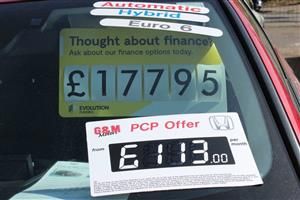 Automatic
Hybrid
Euro 6
Thought about finance?
Ask about our finance options today.
£17795
EVOLUTION
FUNDING
G&M
PCP Offer
from
£113.00
per
month